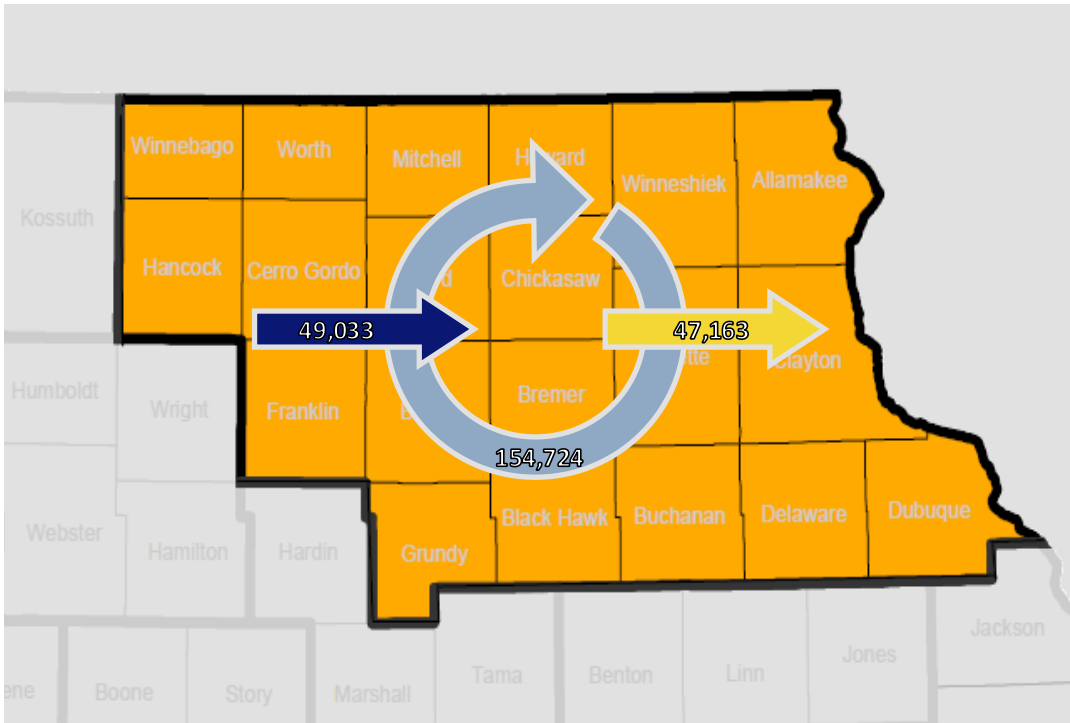 Winnebago
Worth
Mitchell
Winneshiek
Allamakee
Kossuth
Hancock
Cerro Gordo
Chickasaw
49,033
47,163
Clayton
Humboldt
Wright
Franklin
Bremer
154,724
Webster
Hamilton
Hardin
Grundy
Black Hawk
Buchanan
Delaware
Dubuque
Jackson
Boone
Story
Marshall
Tama
Benton
Linn
Jones